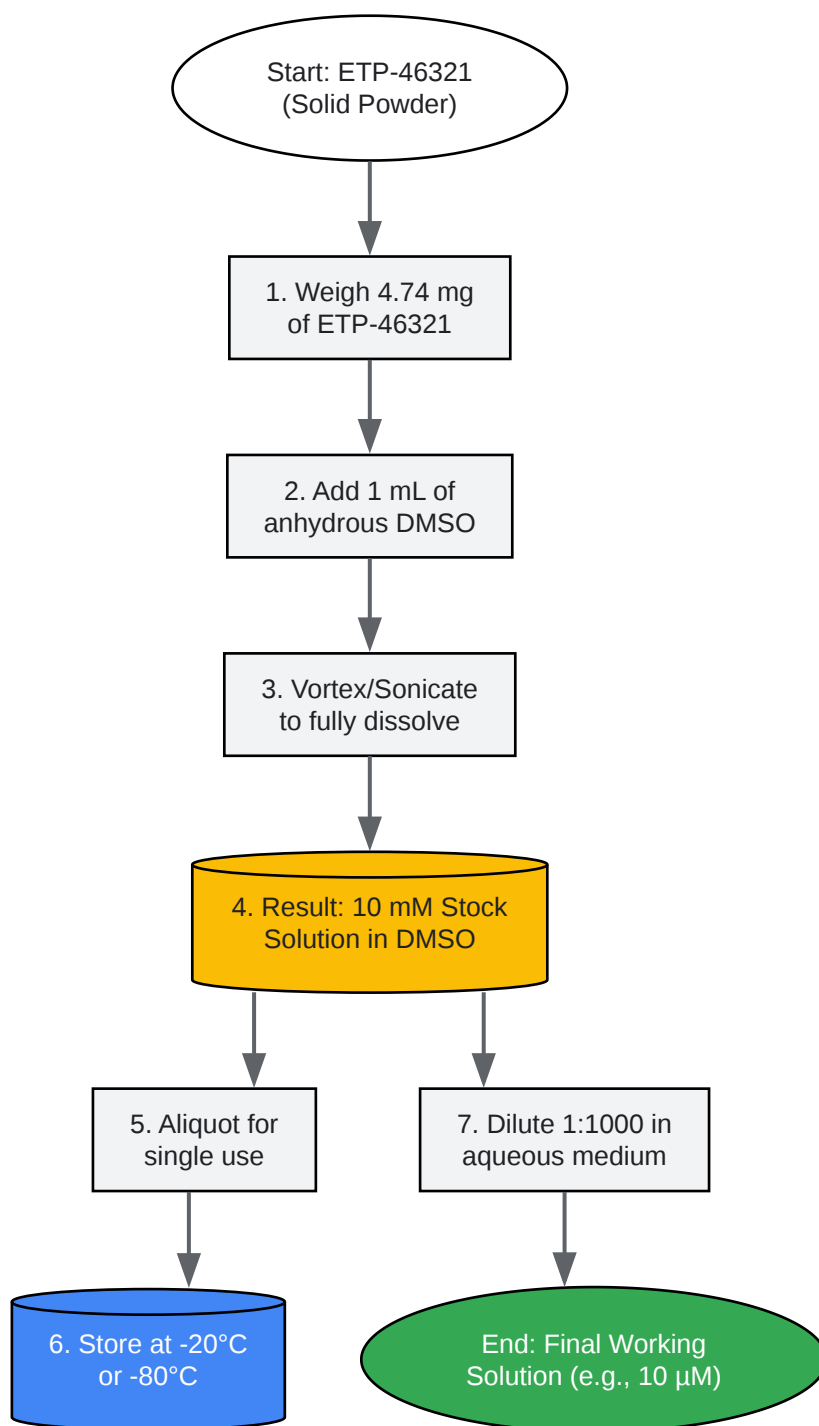 Start: ETP-46321
(Solid Powder)
1. Weigh 4.74 mg
of ETP-46321
2. Add 1 mL of
anhydrous DMSO
3. Vortex/Sonicate
to fully dissolve
4. Result: 10 mM Stock
Solution in DMSO
5. Aliquot for
single use
7. Dilute 1:1000 in
aqueous medium
6. Store at -20°C
or -80°C
End: Final Working
Solution (e.g., 10 µM)